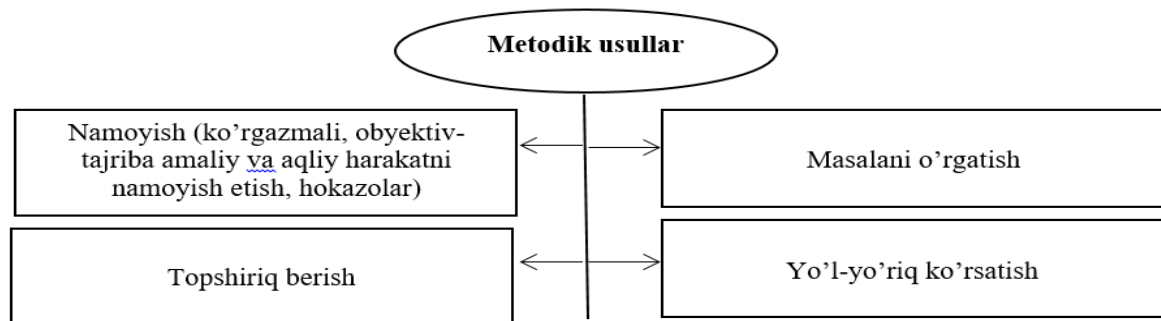 Metodik usullar
Namoyish (ko’rgazmali, obyektiv-
tajriba amaliy va aqliy harakatni
namoyish etish, hokazolar)
Masalani o’rgatish
Topshiriq berish
Yo’l-yo’riq ko’rsatish